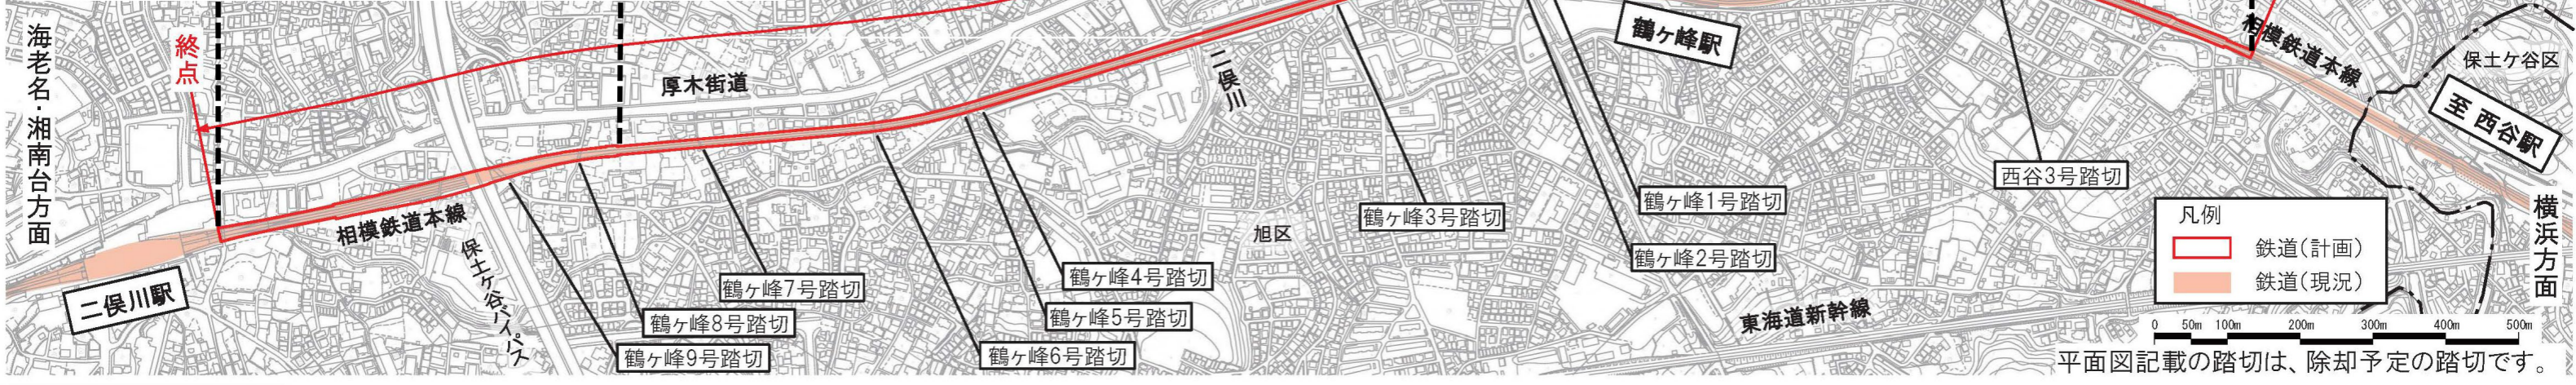 海老名・湘南台方面
終点
厚木街道
相模鉄道本線
二俣川駅
保土ケ谷バイパス
鶴ケ峰9号踏切
鶴ケ峰8号踏切
鶴ケ峰7号踏切
鶴ケ峰6号踏切
鶴ケ峰5号踏切
鶴ケ峰4号踏切
二俣川
旭区
鶴ケ峰3号踏切
鶴ケ峰駅
鶴ケ峰1号踏切
鶴ケ峰2号踏切
東海道新幹線
西谷3号踏切
相模鉄道本線
保土ケ谷区
至 西谷駅
横浜方面
凡例
鉄道(計画)
鉄道(現況)
0 50m 100m 200m 300m 400m 500m
平面図記載の踏切は、除却予定の踏切です。